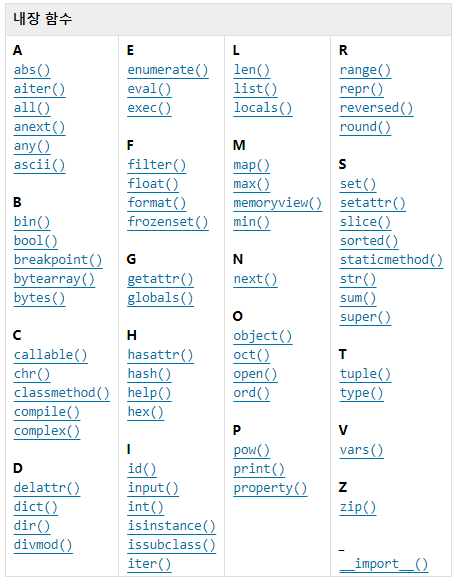 내장 함수
A
abs()
aiter()
all()
anext()
any()
ascii()
B
bin()
bool()
breakpoint()
bytearray()
bytes()
C
callable()
chr()
classmethod()
compile()
complex()
D
delattr()
dict()
dir()
divmod()
E
enumerate()
eval()
exec()
F
filter()
float()
format()
frozenset()
G
getattr()
globals()
H
hasattr()
hash()
help()
hex()
I
id()
input()
int()
isinstance()
issubclass()
iter()
L
len()
list()
locals()
M
map()
max()
memoryview()
min()
N
next()
O
object()
oct()
open()
ord()
P
pow()
print()
property()
R
range()
repr()
reversed()
round()
S
set()
setattr()
slice()
sorted()
staticmethod()
str()
sum()
super()
T
tuple()
type()
V
vars()
Z
zip()
_
__import__()